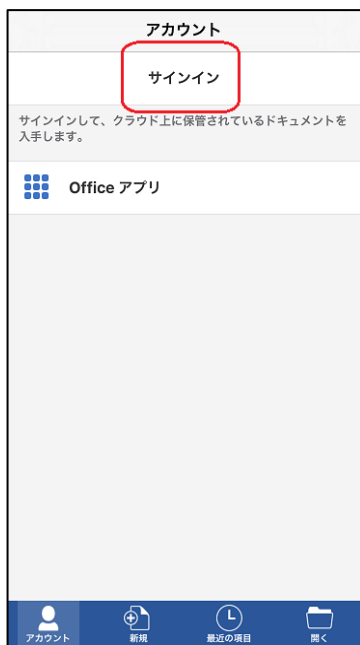 アカウント
サインイン
サインインして、クラウド上に保管されているドキュメントを
入手します。
Office アプリ
アカウント
新規
最近の項目
開く